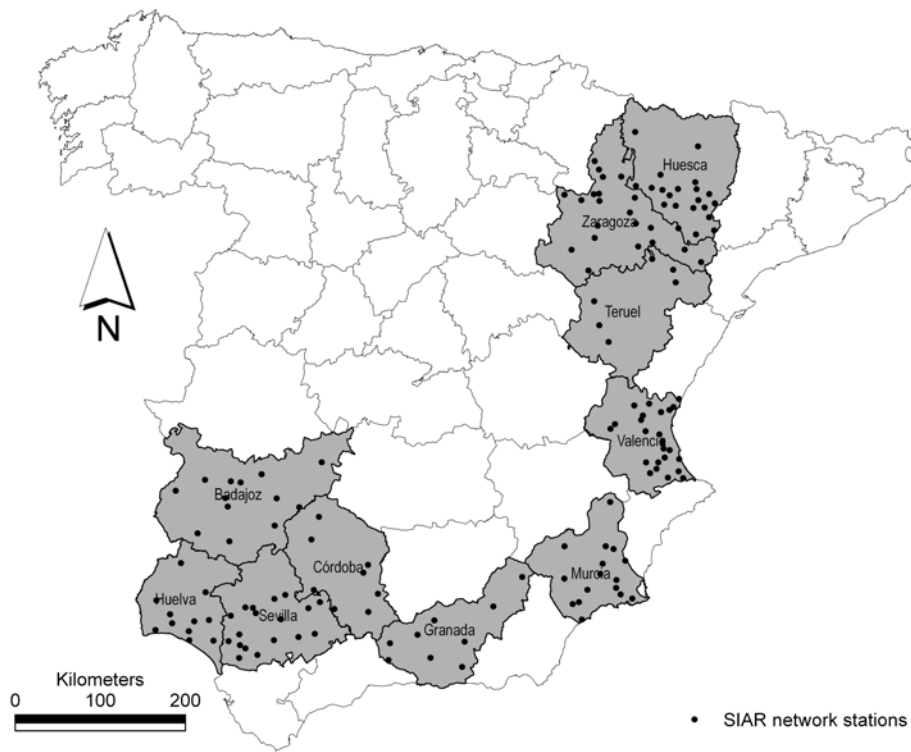 Huesca
Zaragoza
Teruel
N
Valencia
Badajoz
Córdoba
Murcia
Huelva
Sevilla
Granada
Kilometers
0 100 200
SIAR network stations